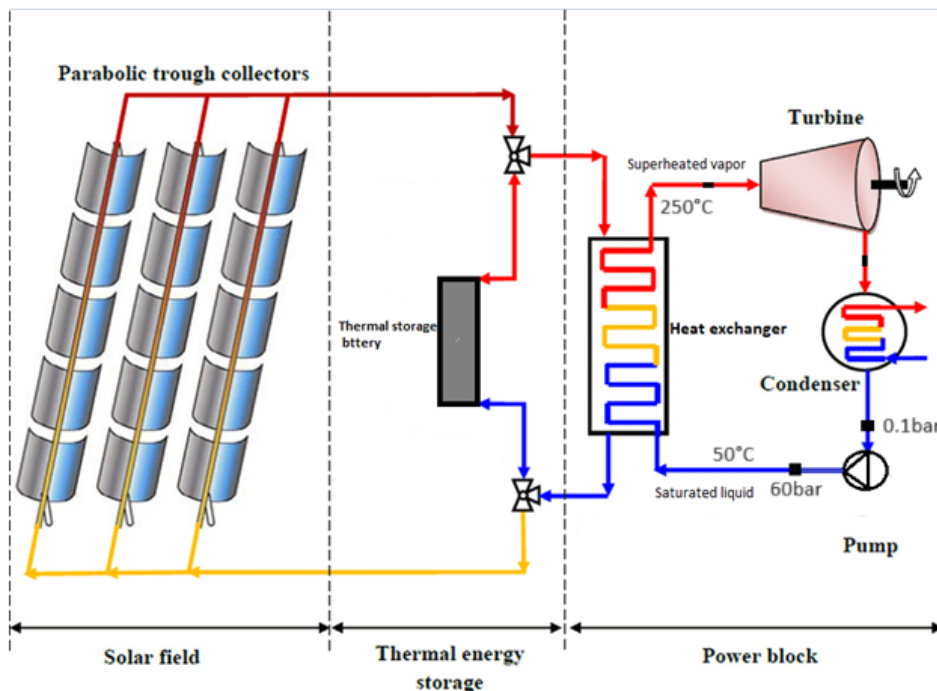 Parabolic trough collectors
Turbine
Superheated vapor
250°C
Thermal storage
bttery
Heat exchanger
Condenser
0.1bar
50°C
Saturated liquid
60bar
Pump
Solar field
Thermal energy
storage
Power block